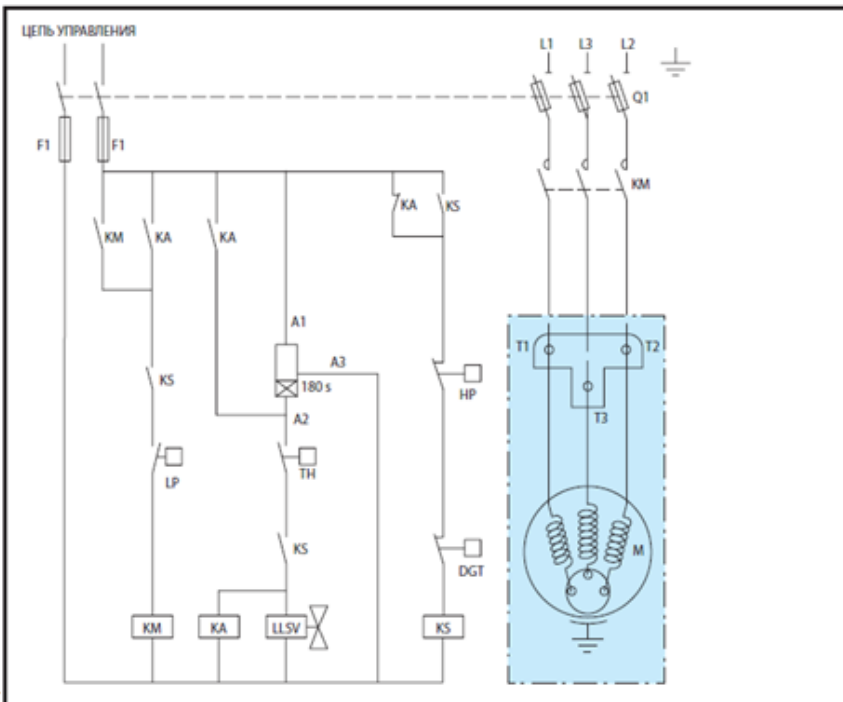 ЦЕПЬ УПРАВЛЕНИЯ
L1 L3 L2
Q1
F1 F1
KM
KM KA KA KA KS
A1
T1 T2
A3
180 s
KS HP
A2
T3
LP TH
KS M
DGT
KM KA LLSV KS